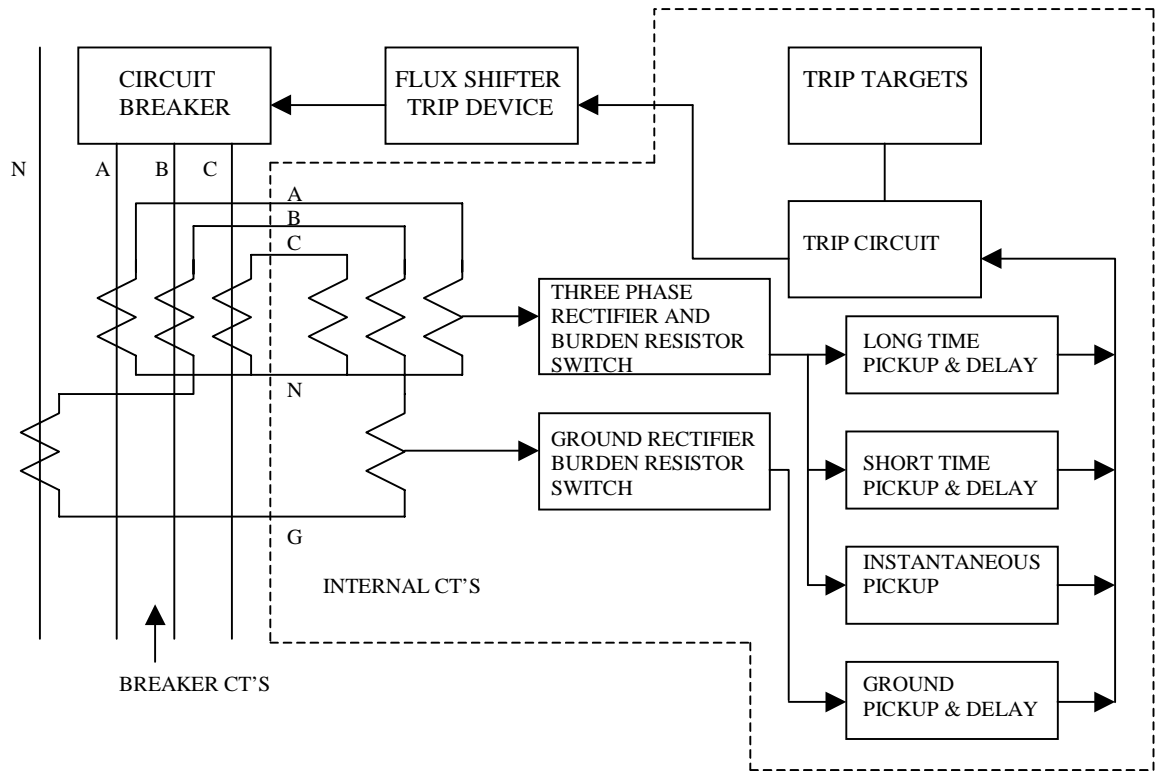 CIRCUIT
BREAKER
FLUX SHIFTER
TRIP DEVICE
TRIP TARGETS
N
A
B
C
A
B
C
TRIP CIRCUIT
THREE PHASE
RECTIFIER AND
BURDEN RESISTOR
SWITCH
LONG TIME
PICKUP & DELAY
N
GROUND RECTIFIER
BURDEN RESISTOR
SWITCH
SHORT TIME
PICKUP & DELAY
G
INTERNAL CT'S
INSTANTANEOUS
PICKUP
BREAKER CT'S
GROUND
PICKUP & DELAY